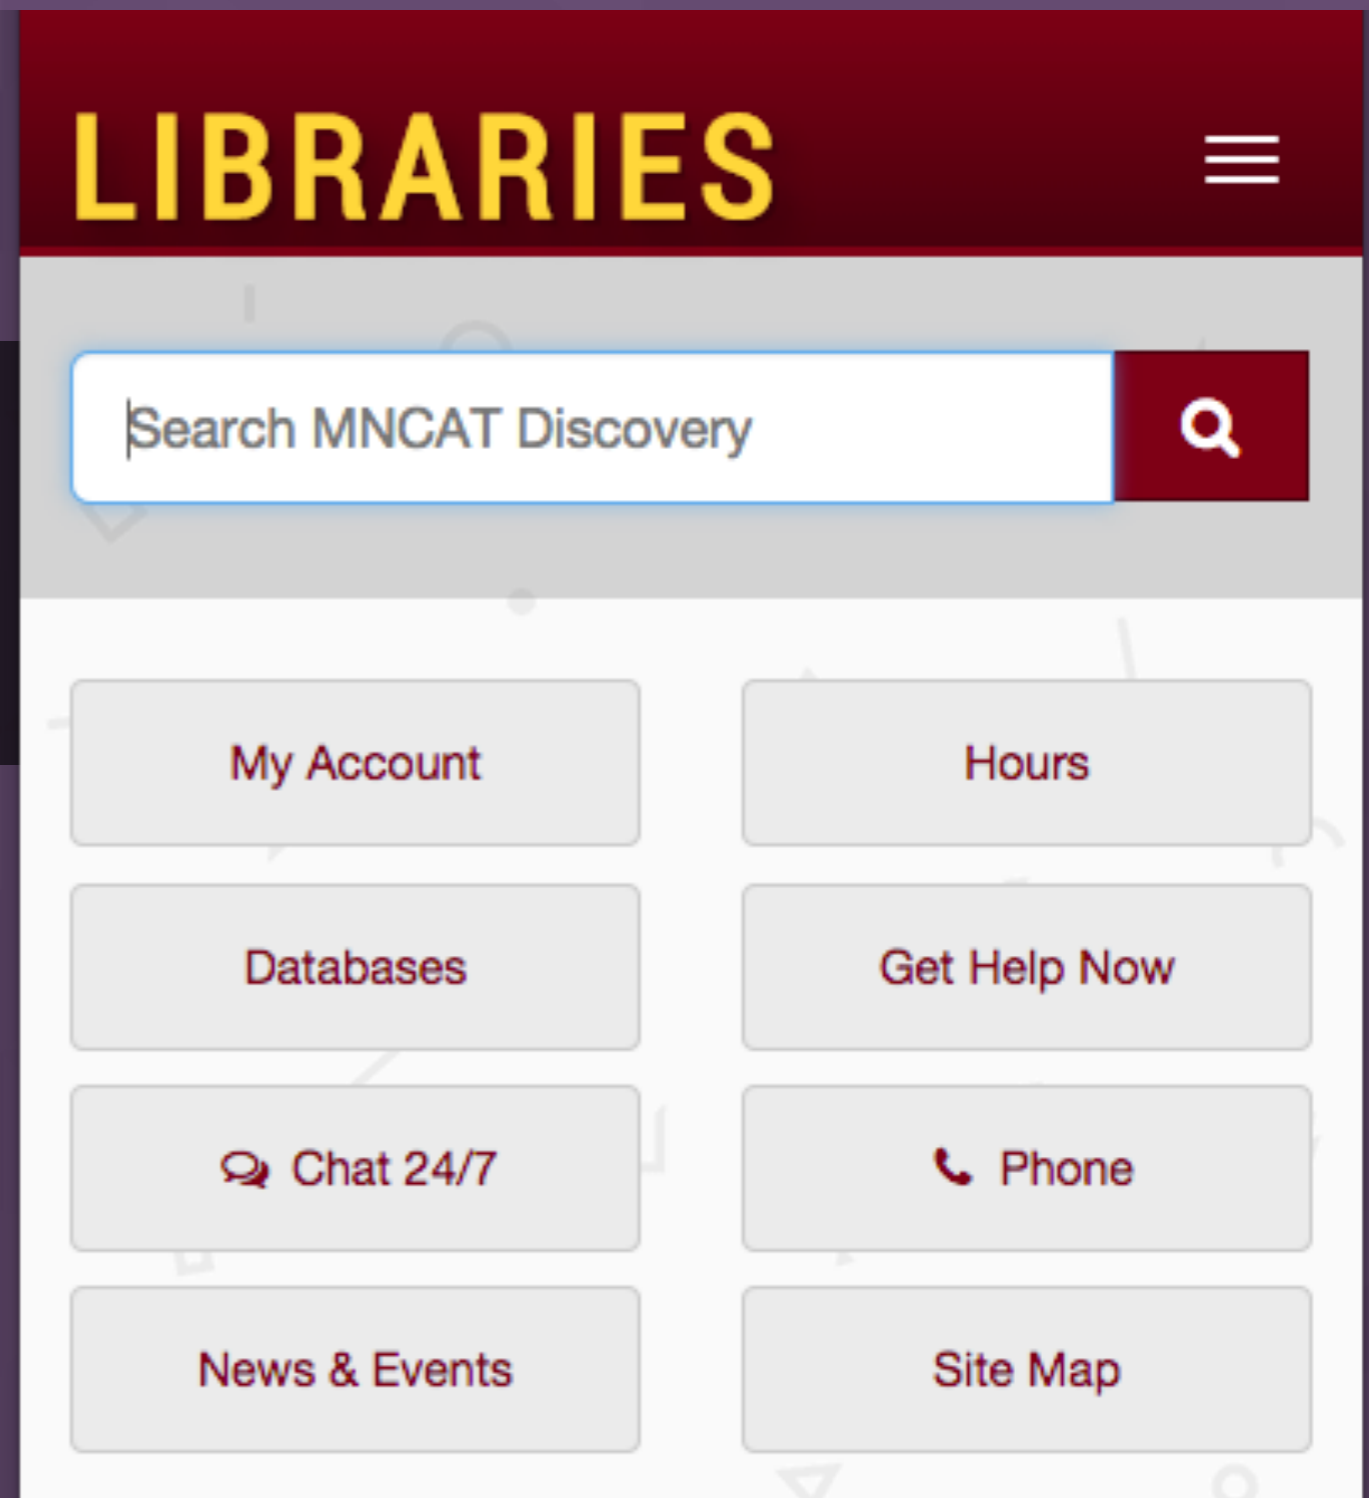 LIBRARIES
Search MNCAT Discovery
My Account
Hours
Databases
Get Help Now
Chat 24/7
Phone
News & Events
Site Map